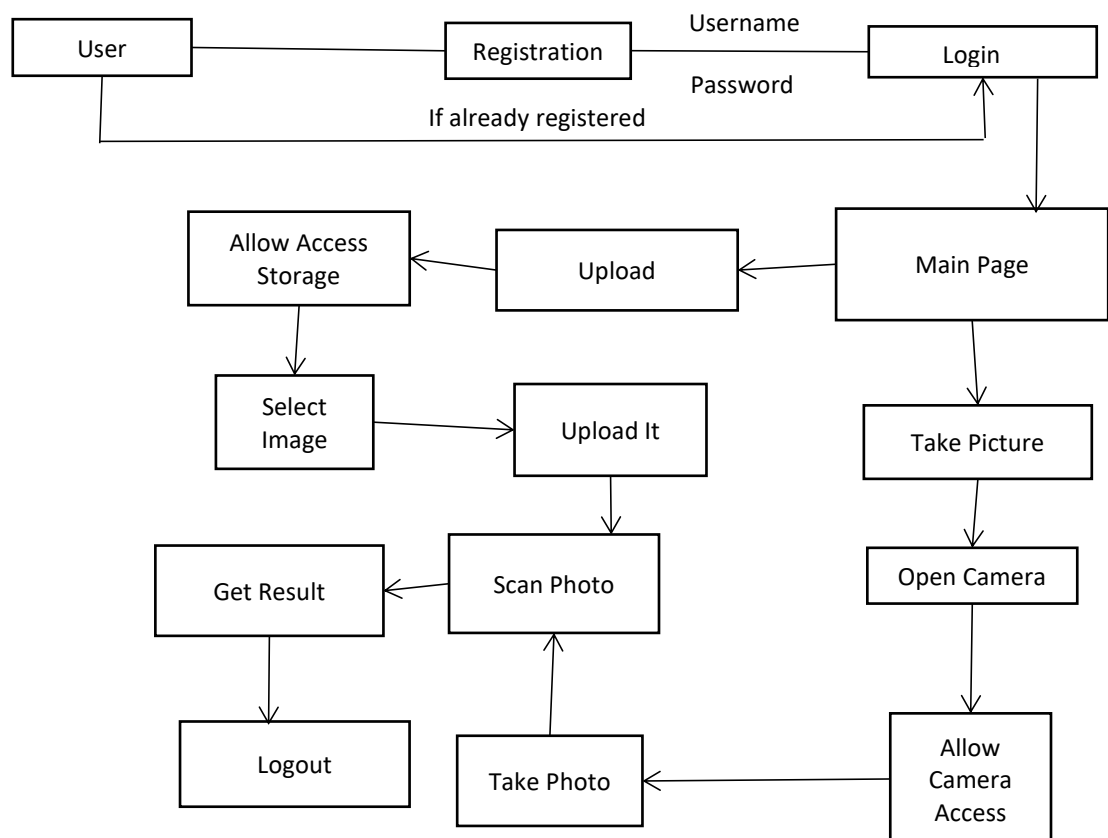 Username
User
Registration
Login
Password
If already registered
Allow Access
Storage
Upload
Main Page
Select
Image
Upload It
Take Picture
Get Result
Scan Photo
Open Camera
Logout
Take Photo
Allow
Camera
Access